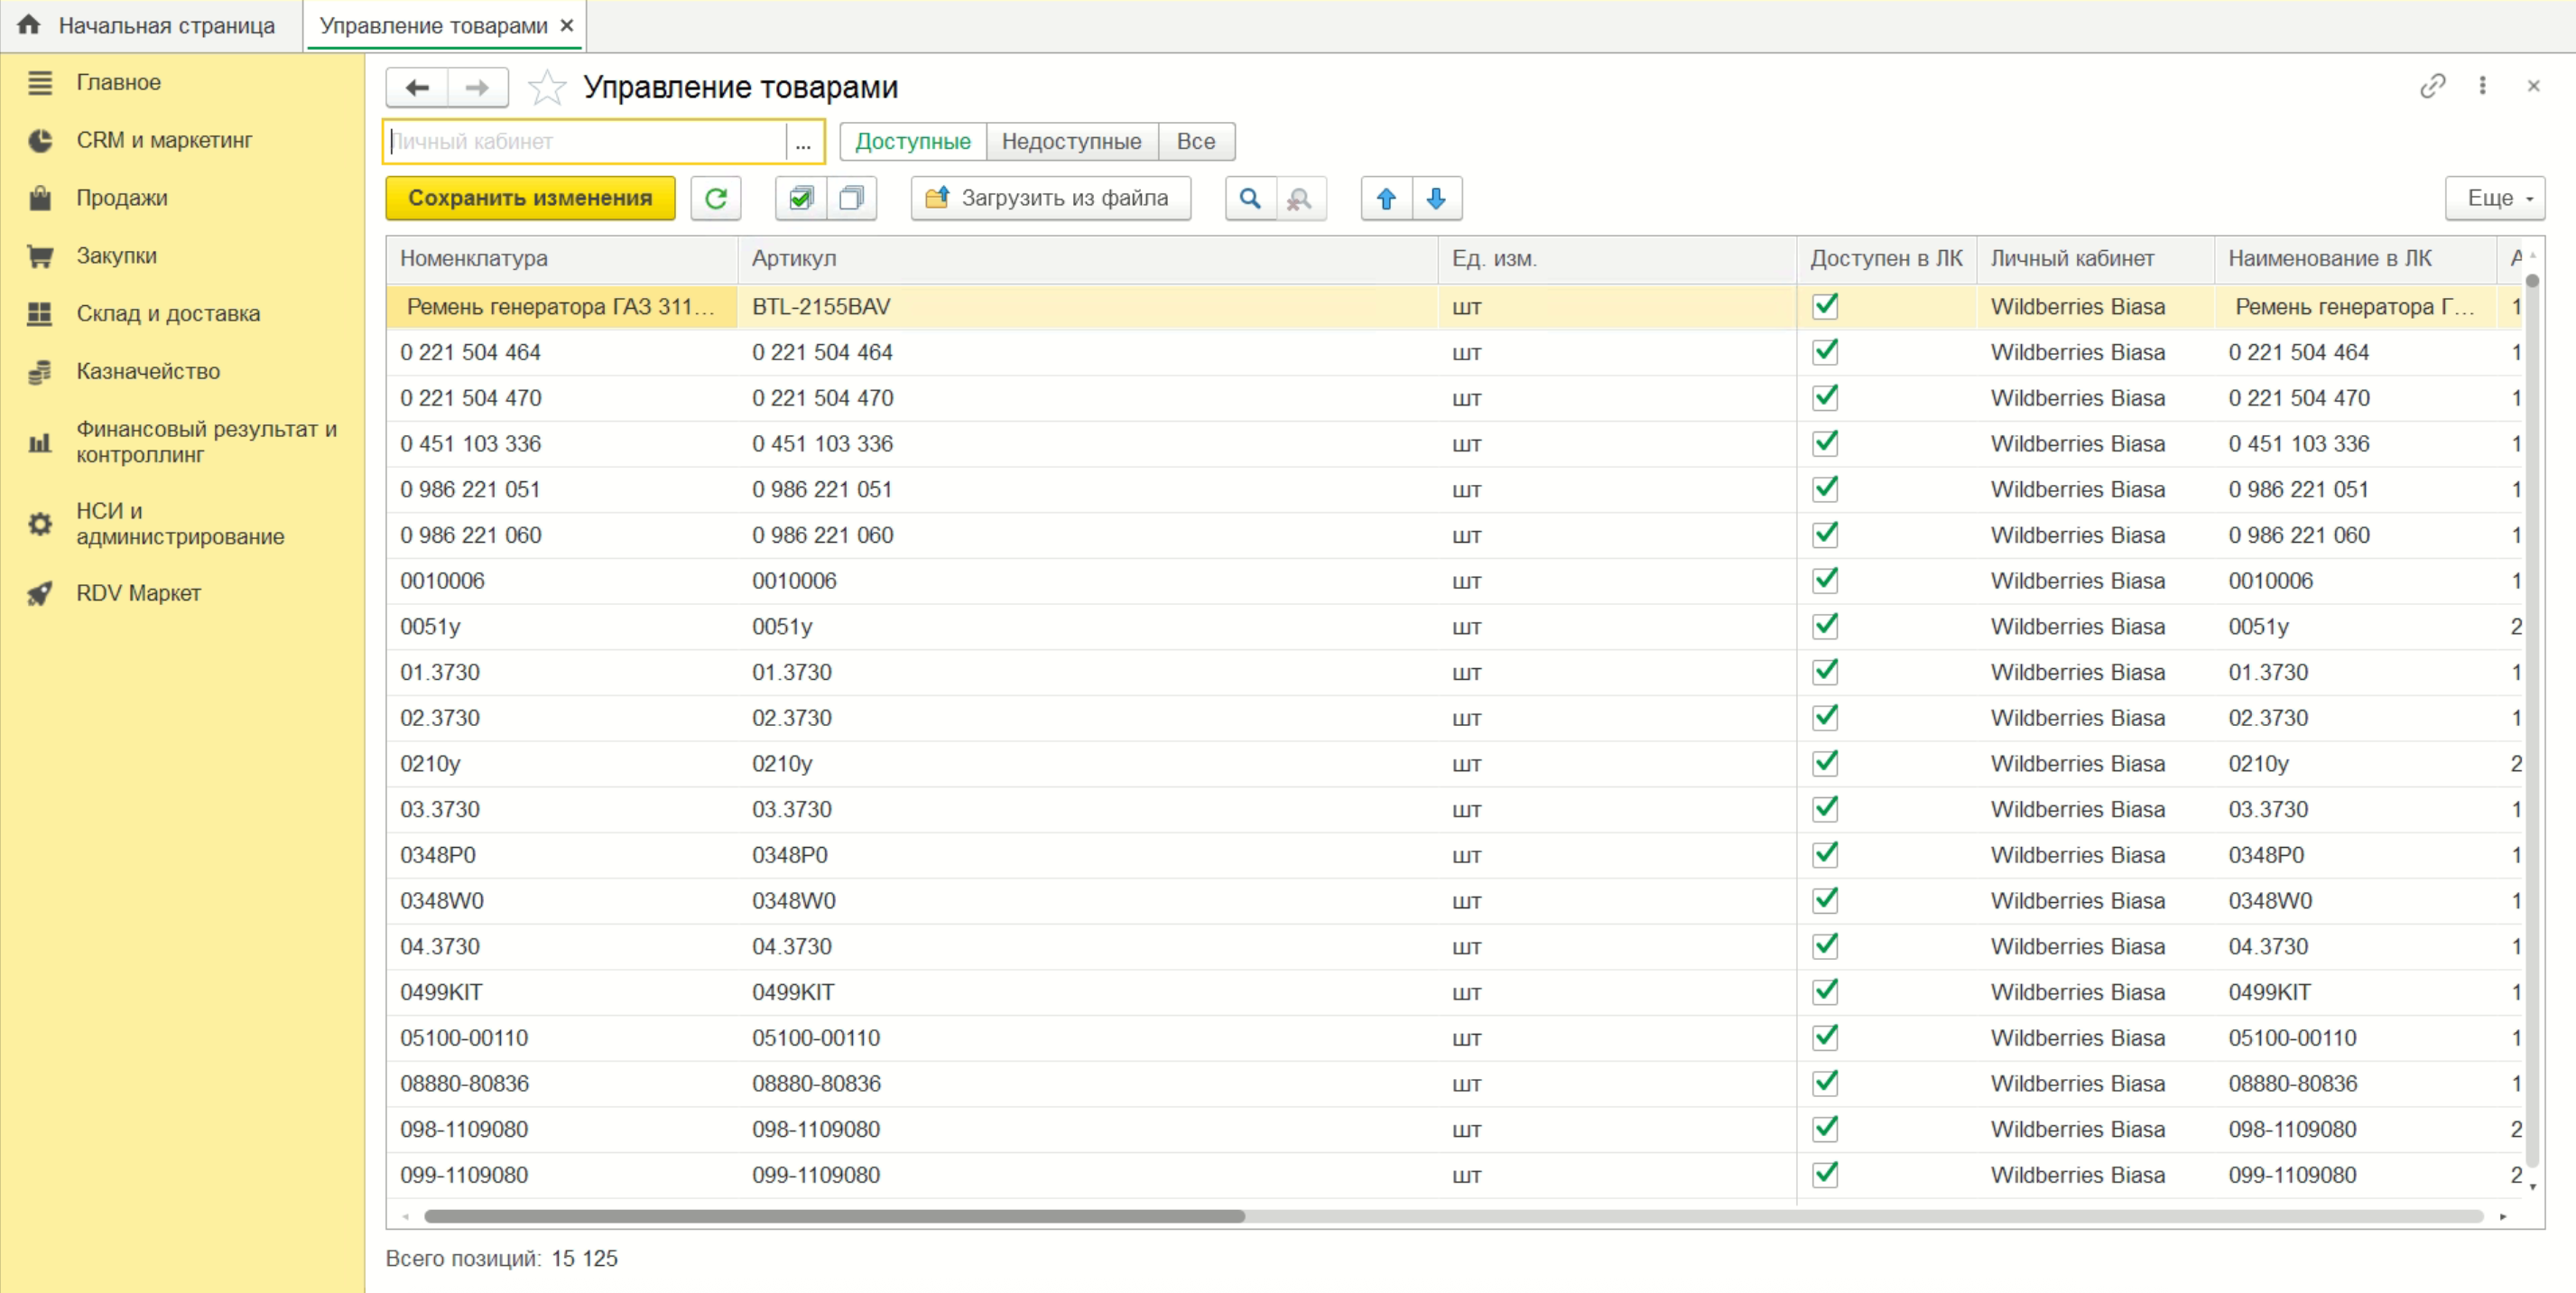 Начальная страница
Управление товарами
Главное
CRM и маркетинг
Продажи
Закупки
Склад и доставка
Казначейство
Финансовый результат и
контроллинг
НСИ и
администрирование
RDV Маркет
Управление товарами
Личный кабинет ... Доступные Недоступные Все
Сохранить изменения Загрузить из файла Еще
Номенклатура Артикул Ед. изм. Доступен в ЛК Личный кабинет Наименование в ЛК А
Ремень генератора ГАЗ 311... BTL-2155BAV шт Wildberries Biasa Ремень генератора Г... 1
0 221 504 464 0 221 504 464 шт Wildberries Biasa 0 221 504 464 1
0 221 504 470 0 221 504 470 шт Wildberries Biasa 0 221 504 470 1
0 451 103 336 0 451 103 336 шт Wildberries Biasa 0 451 103 336 1
0 986 221 051 0 986 221 051 шт Wildberries Biasa 0 986 221 051 1
0 986 221 060 0 986 221 060 шт Wildberries Biasa 0 986 221 060 1
0010006 0010006 шт Wildberries Biasa 0010006 1
0051y 0051y шт Wildberries Biasa 0051y 2
01.3730 01.3730 шт Wildberries Biasa 01.3730 1
02.3730 02.3730 шт Wildberries Biasa 02.3730 1
0210y 0210y шт Wildberries Biasa 0210y 2
03.3730 03.3730 шт Wildberries Biasa 03.3730 1
0348P0 0348P0 шт Wildberries Biasa 0348P0 1
0348W0 0348W0 шт Wildberries Biasa 0348W0 1
04.3730 04.3730 шт Wildberries Biasa 04.3730 1
0499KIT 0499KIT шт Wildberries Biasa 0499KIT 1
05100-00110 05100-00110 шт Wildberries Biasa 05100-00110 1
08880-80836 08880-80836 шт Wildberries Biasa 08880-80836 1
098-1109080 098-1109080 шт Wildberries Biasa 098-1109080 2
099-1109080 099-1109080 шт Wildberries Biasa 099-1109080 2
Всего позиций: 15 125